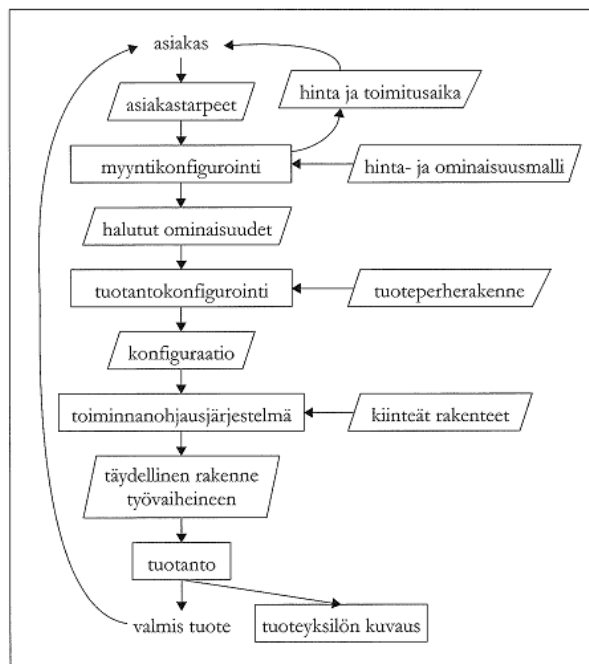 asiakas
hinta ja toimitusaika
asiakastarpeet
myyntikonfigurointi
hinta- ja ominaisuusmalli
halutut ominaisuudet
tuotantokonfigurointi
tuoteperherakenne
konfiguraatio
toiminnanohjausjärjestelmä
kiinteät rakenteet
täydellinen rakenne
työvaiheineen
tuotanto
valmis tuote
tuoteyksilön kuvaus